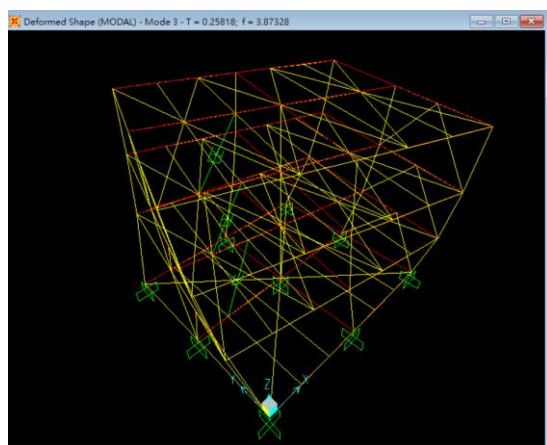 Deformed Shape (MODAL) - Mode 3 - T = 0.25818; f = 3.87328
Z
Y
X